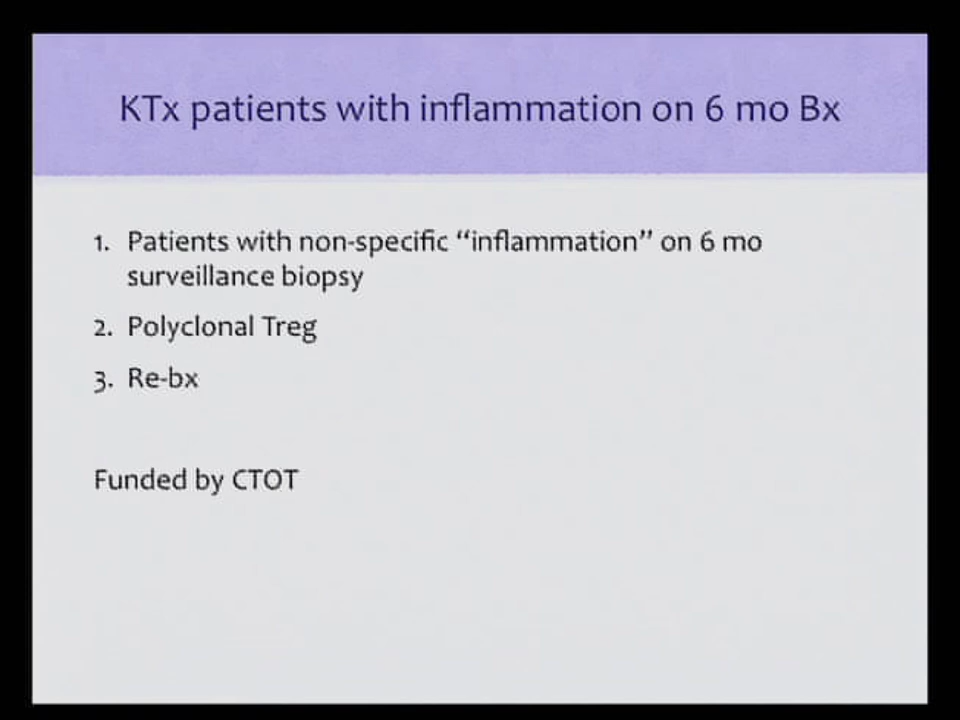 KTx patients with inflammation on 6 mo Bx
1. Patients with non-specific “inflammation” on 6 mo
surveillance biopsy
2. Polyclonal Treg
3. Re-bx
Funded by CTOT